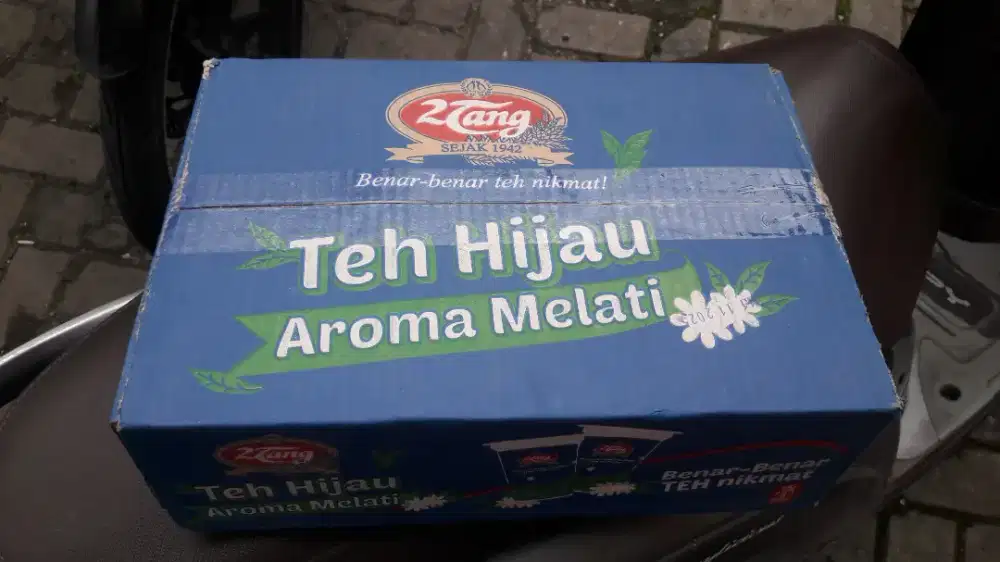 2Tang
SEJAK 1942
Benar-benar teh nikmat!
Teh Hijau
Aroma Melati
2Tang
Teh Hijau
Aroma Melati
Benar-Benar
TEH nikmat